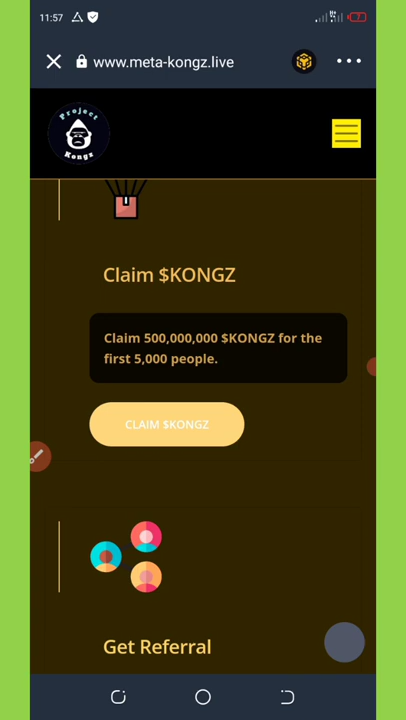 11:57
7
www.meta-kongz.live
Project
Kongz
Claim $KONGZ
Claim 500,000,000 $KONGZ for the
first 5,000 people.
CLAIM $KONGZ
Get Referral